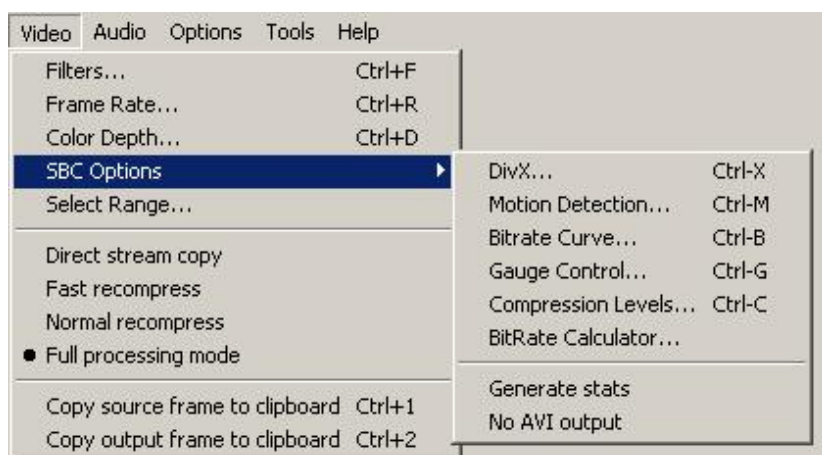 Video Audio Options Tools Help
Filters... Ctrl+F
Frame Rate... Ctrl+R
Color Depth... Ctrl+D
SBC Options
Select Range...
Direct stream copy
Fast recompress
Normal recompress
Full processing mode
Copy source frame to clipboard Ctrl+1
Copy output frame to clipboard Ctrl+2
DivX... Ctrl-X
Motion Detection... Ctrl-M
Bitrate Curve... Ctrl-B
Gauge Control... Ctrl-G
Compression Levels... Ctrl-C
BitRate Calculator...
Generate stats
No AVI output